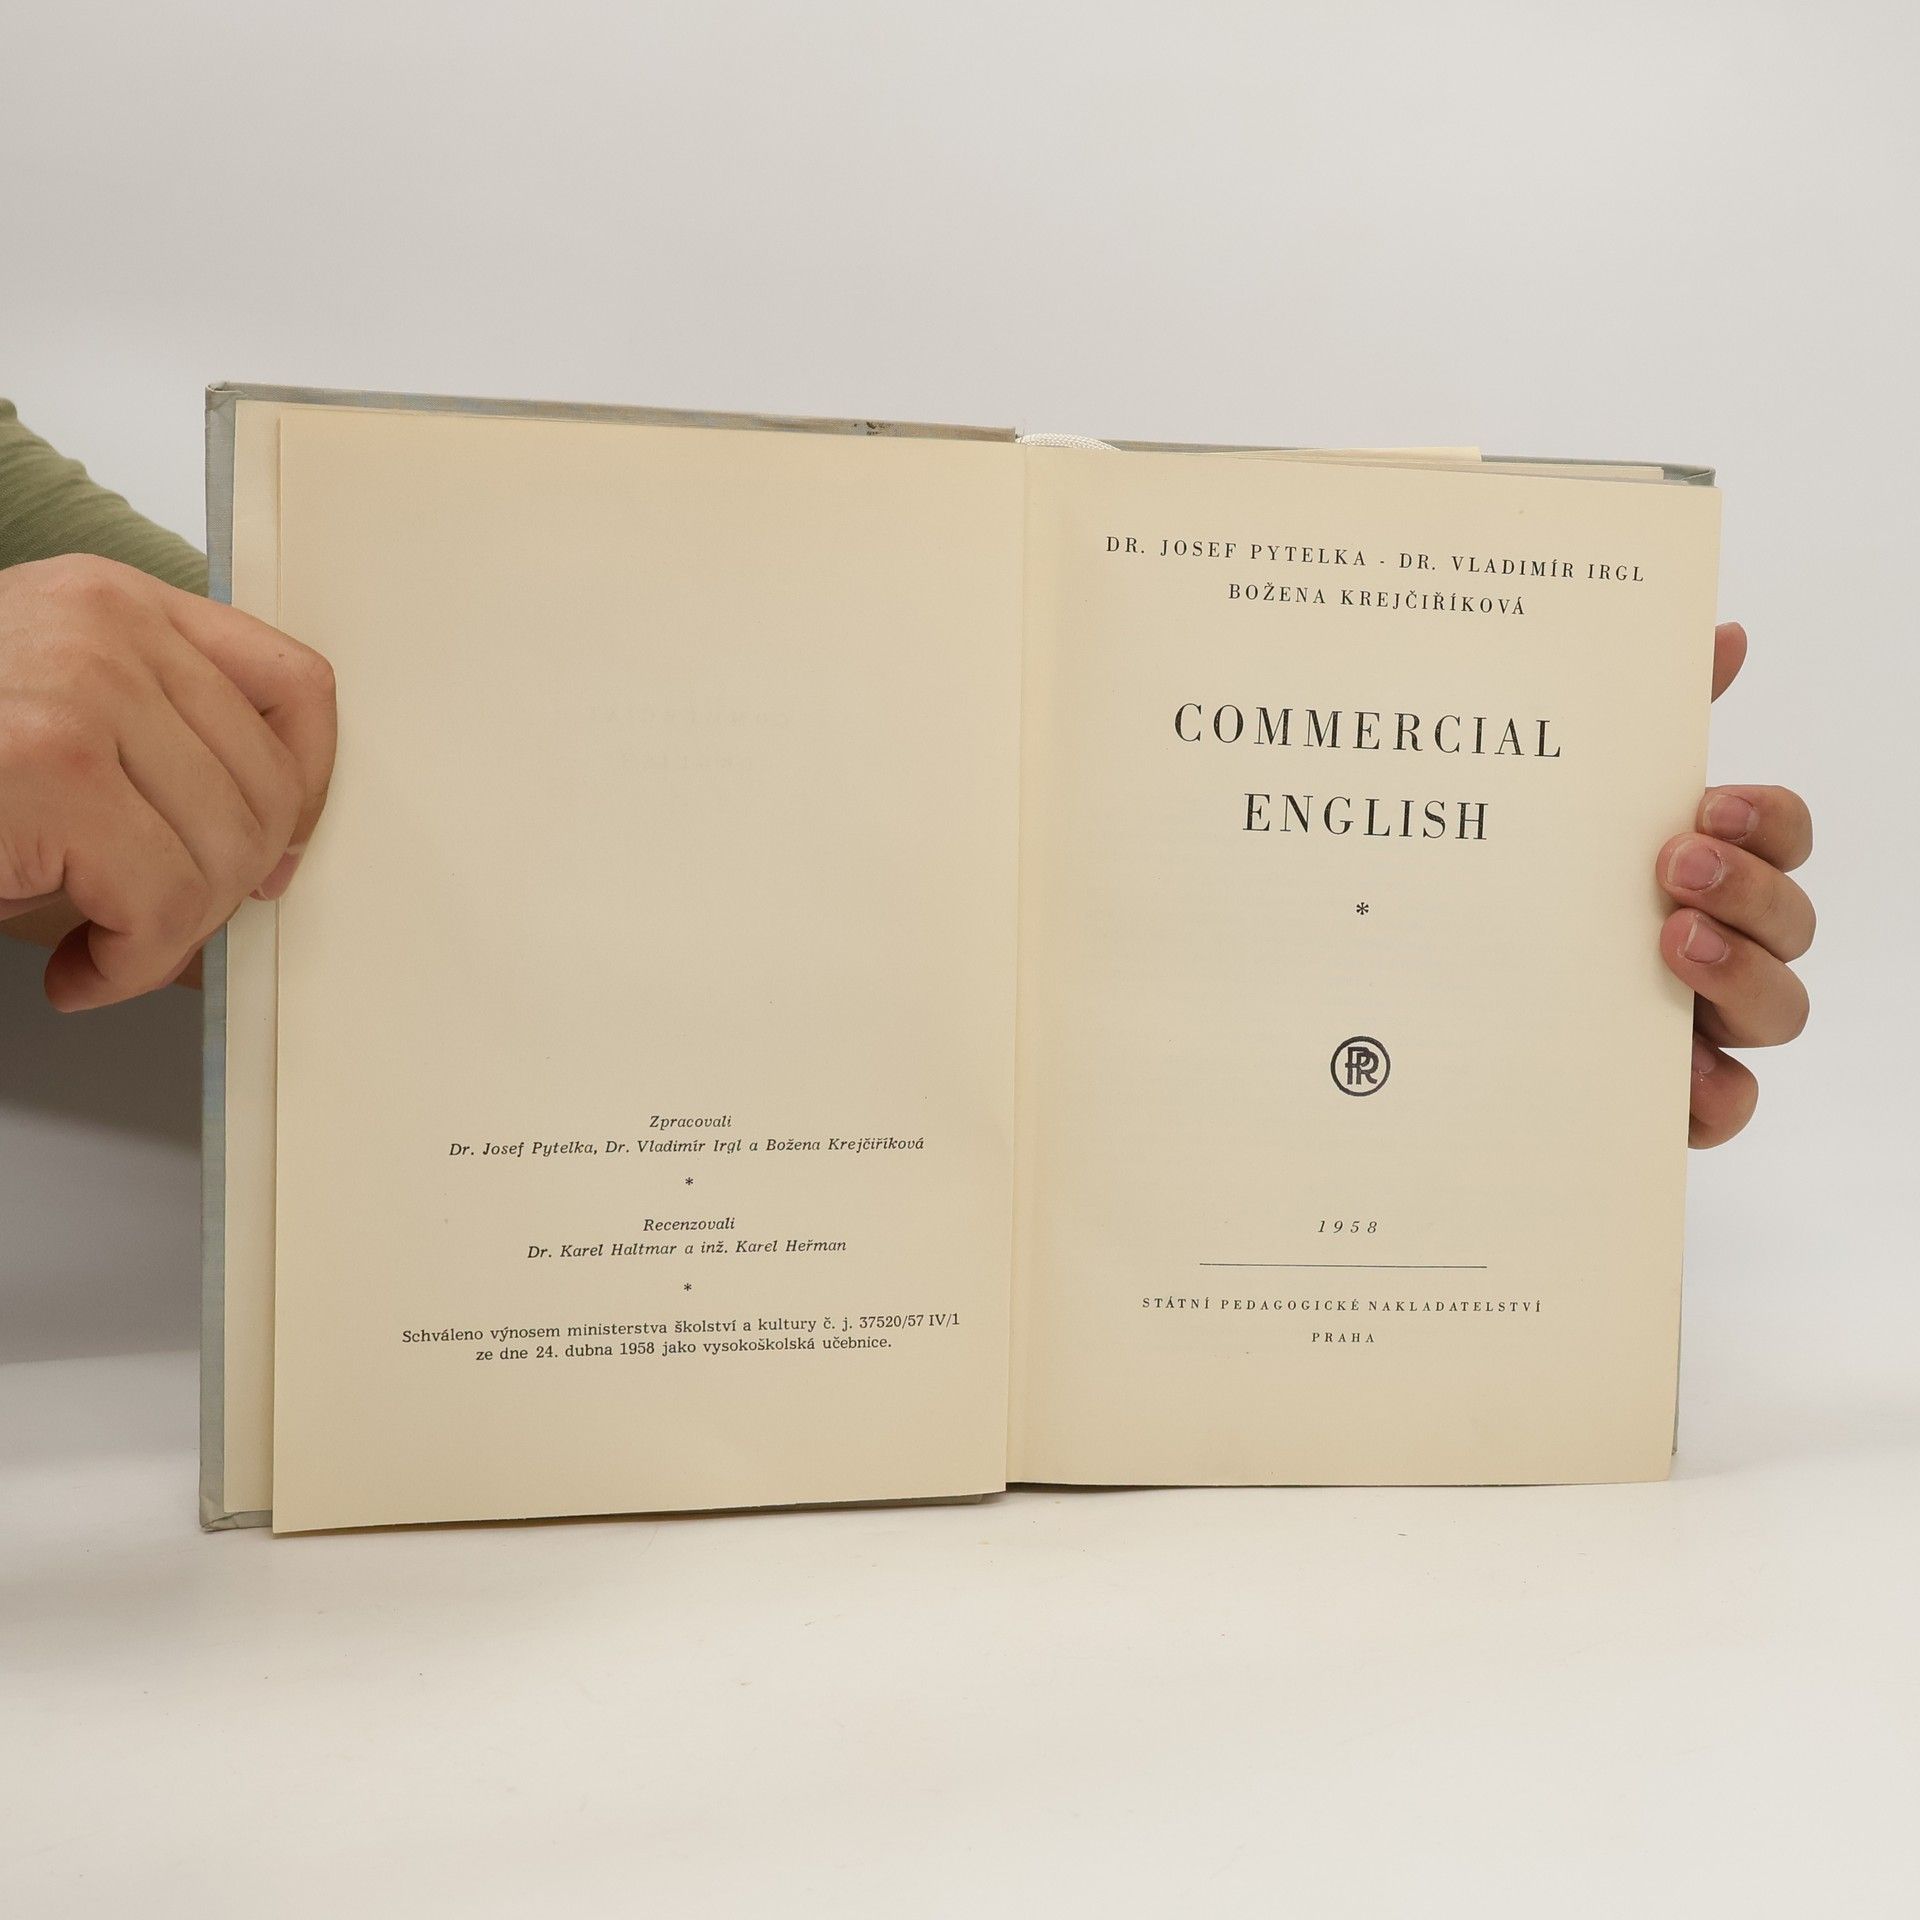 Zpracovali
Dr. Josef Pytelka, Dr. Vladimír Irgl a Božena Krejčiříková
*
Recenzovali
Dr. Karel Haltmar a inž. Karel Heřman
*
Schváleno výnosem ministerstva školství a kultury č. j. 37520/57 IV/1
ze dne 24. dubna 1958 jako vysokoškolská učebnice.
DR. JOSEF PYTELKA - DR. VLADIMÍR IRGL
BOŽENA KREJČIŘÍKOVÁ
COMMERCIAL
ENGLISH
*
1958
STÁTNÍ PEDAGOGICKÉ NAKLADATELSTVÍ
PRAHA